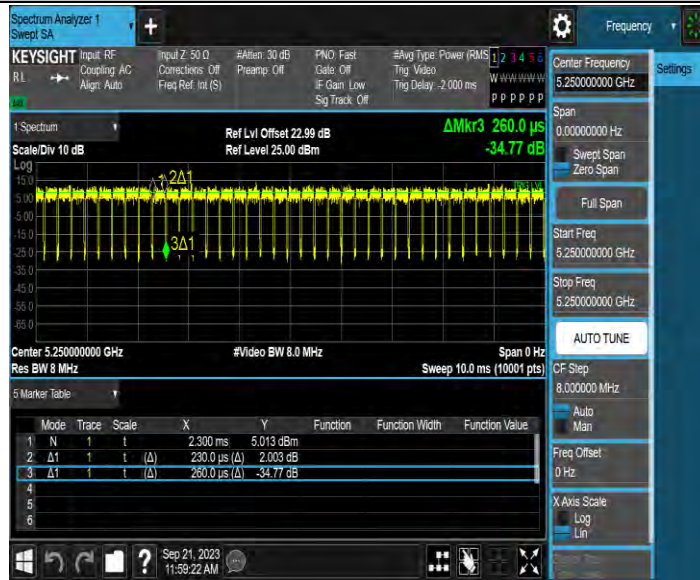 Spectrum Analyzer 1
Swept SA
+
Frequency
KEYSIGHT
RL
Input: RF
Coupling: AC
Align: Auto
Input Z: 50 Ω
Corrections: Off
Freq Ref: Int (S)
#Atten: 30 dB
Preamp: Off
PNO: Fast
Gate: Off
IF Gain: Low
Sig Track: Off
#Avg Type: Power (RMS
Trig: Video
Trig Delay: -2.000 ms
1 2 3 4 5 6
W W W W W W
P P P P P P
1 Spectrum
Scale/Div 10 dB
Ref Lvl Offset 22.99 dB
Ref Level 25.00 dBm
ΔMkr3 260.0 µs
-34.77 dB
Log
15.0
5.00
-5.00
-15.0
-25.0
-35.0
-45.0
-55.0
-65.0
2Δ1
3Δ1
Center 5.250000000 GHz
Res BW 8 MHz
#Video BW 8.0 MHz
Span 0 Hz
Sweep 10.0 ms (10001 pts)
5 Marker Table
Mode Trace Scale X Y Function Function Width Function Value
1 N 1 t 2.300 ms 5.013 dBm
2 Δ1 1 t (Δ) 230.0 µs (Δ) 2.003 dB
3 Δ1 1 t (Δ) 260.0 µs (Δ) -34.77 dB
4
5
6
?
Sep 21, 2023
11:59:22 AM
Center Frequency
5.250000000 GHz
Settings
Span
0.00000000 Hz
Swept Span
Zero Span
Full Span
Start Freq
5.250000000 GHz
Stop Freq
5.250000000 GHz
AUTO TUNE
CF Step
8.000000 MHz
Auto
Man
Freq Offset
0 Hz
X Axis Scale
Log
Lin